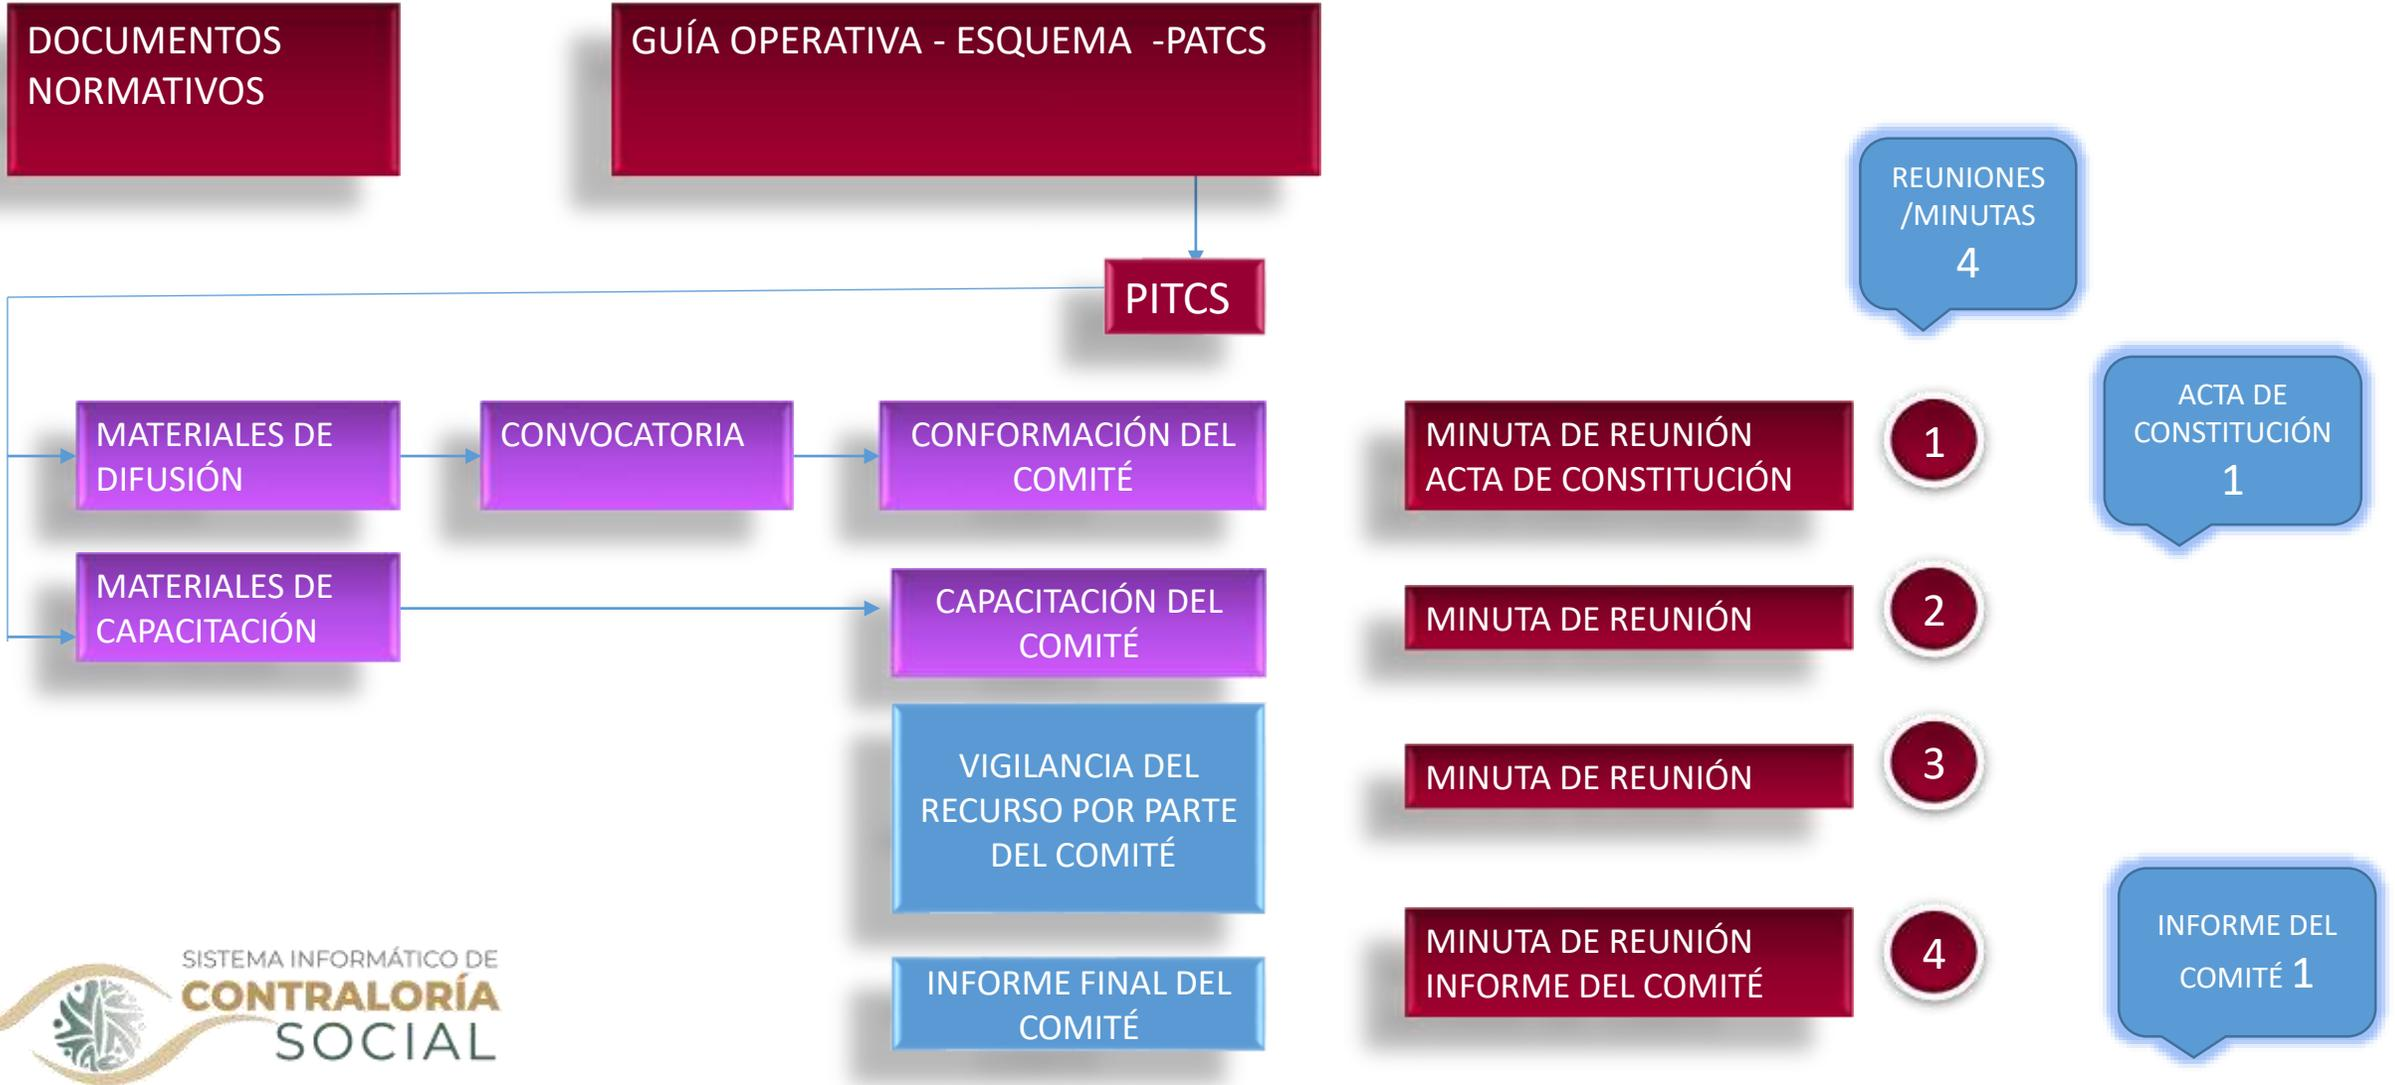 DOCUMENTOS
NORMATIVOS
GUÍA OPERATIVA - ESQUEMA -PATCS
REUNIONES
/MINUTAS
4
PITCS
MATERIALES DE
DIFUSIÓN
CONVOCATORIA
CONFORMACIÓN DEL
COMITÉ
MINUTA DE REUNIÓN
ACTA DE CONSTITUCIÓN
1
ACTA DE
CONSTITUCIÓN
1
MATERIALES DE
CAPACITACIÓN
CAPACITACIÓN DEL
COMITÉ
MINUTA DE REUNIÓN
2
VIGILANCIA DEL
RECURSO POR PARTE
DEL COMITÉ
MINUTA DE REUNIÓN
3
INFORME FINAL DEL
COMITÉ
MINUTA DE REUNIÓN
INFORME DEL COMITÉ
4
INFORME DEL
COMITÉ 1
SISTEMA INFORMÁTICO DE
CONTRALORÍA
SOCIAL